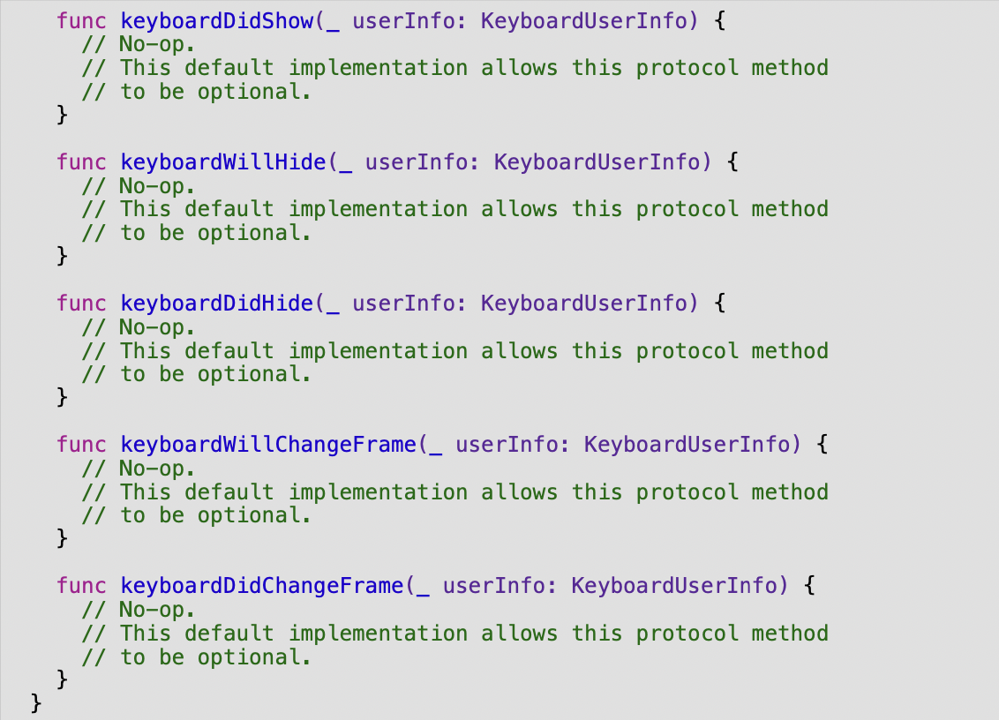 func keyboardDidShow(_ userInfo: KeyboardUserInfo) {
// No-op.
// This default implementation allows this protocol method
// to be optional.
}
func keyboardWillHide(_ userInfo: KeyboardUserInfo) {
// No-op.
// This default implementation allows this protocol method
// to be optional.
}
func keyboardDidHide(_ userInfo: KeyboardUserInfo) {
// No-op.
// This default implementation allows this protocol method
// to be optional.
}
func keyboardWillChangeFrame(_ userInfo: KeyboardUserInfo) {
// No-op.
// This default implementation allows this protocol method
// to be optional.
}
func keyboardDidChangeFrame(_ userInfo: KeyboardUserInfo) {
// No-op.
// This default implementation allows this protocol method
// to be optional.
}
}